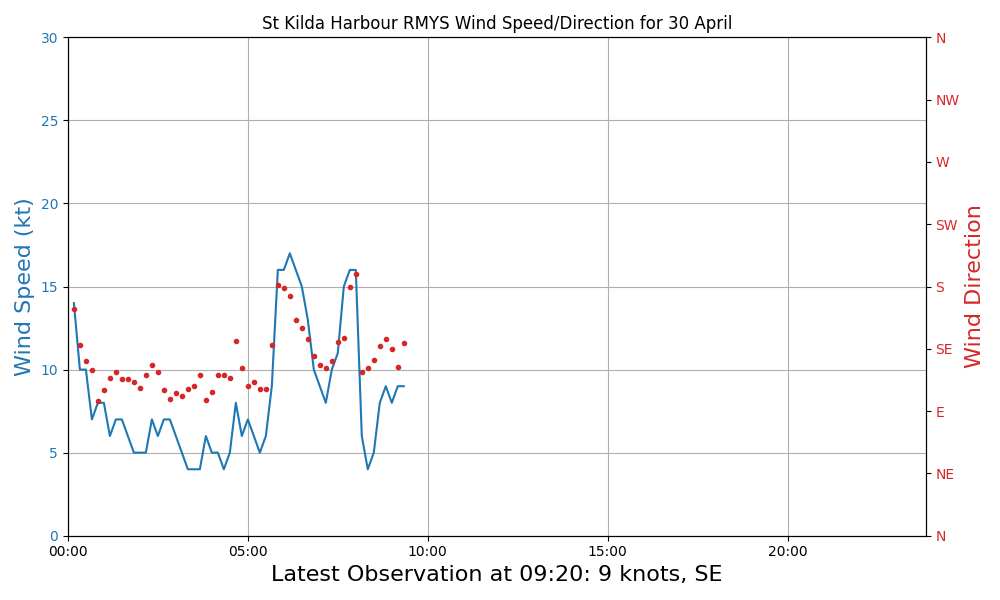 St Kilda Harbour RMYS Wind Speed/Direction for 30 April
30
25
20
15
10
5
0
Wind Speed (kt)
N
NW
W
SW
S
SE
E
NE
N
Wind Direction
00:00 05:00 10:00 15:00 20:00
Latest Observation at 09:20: 9 knots, SE